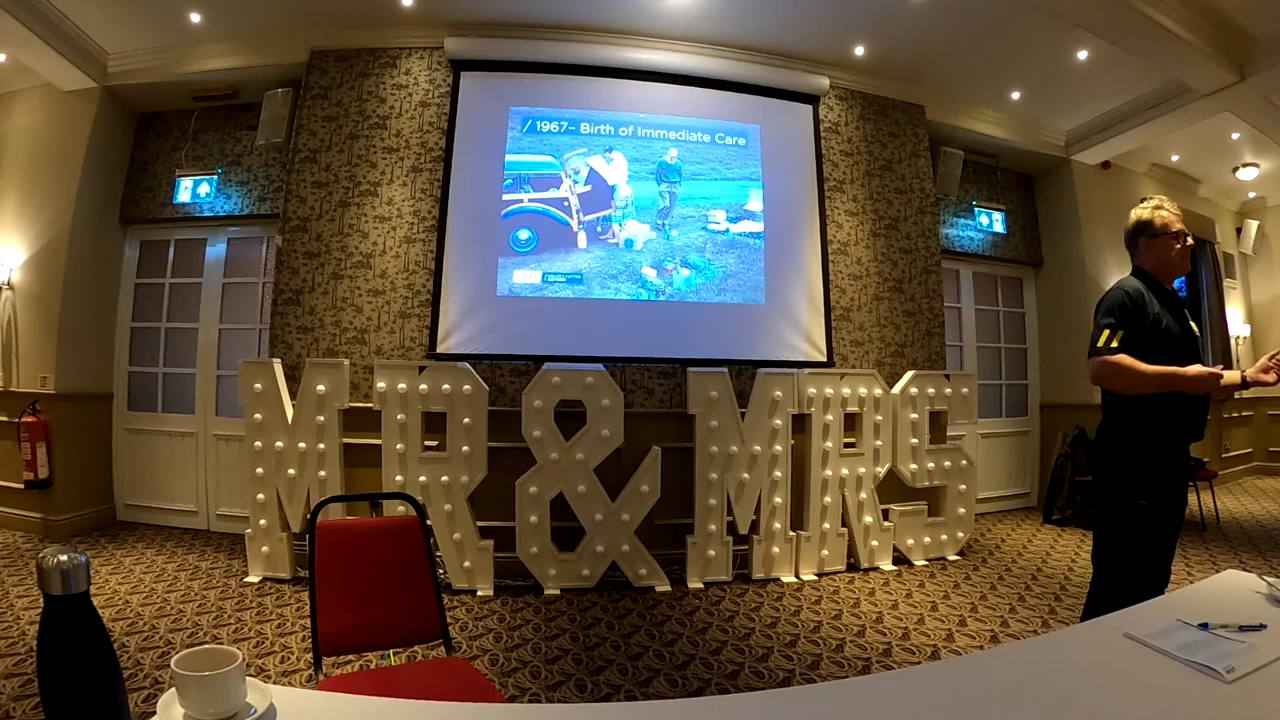 / 1967– Birth of Immediate Care
MR & MRS